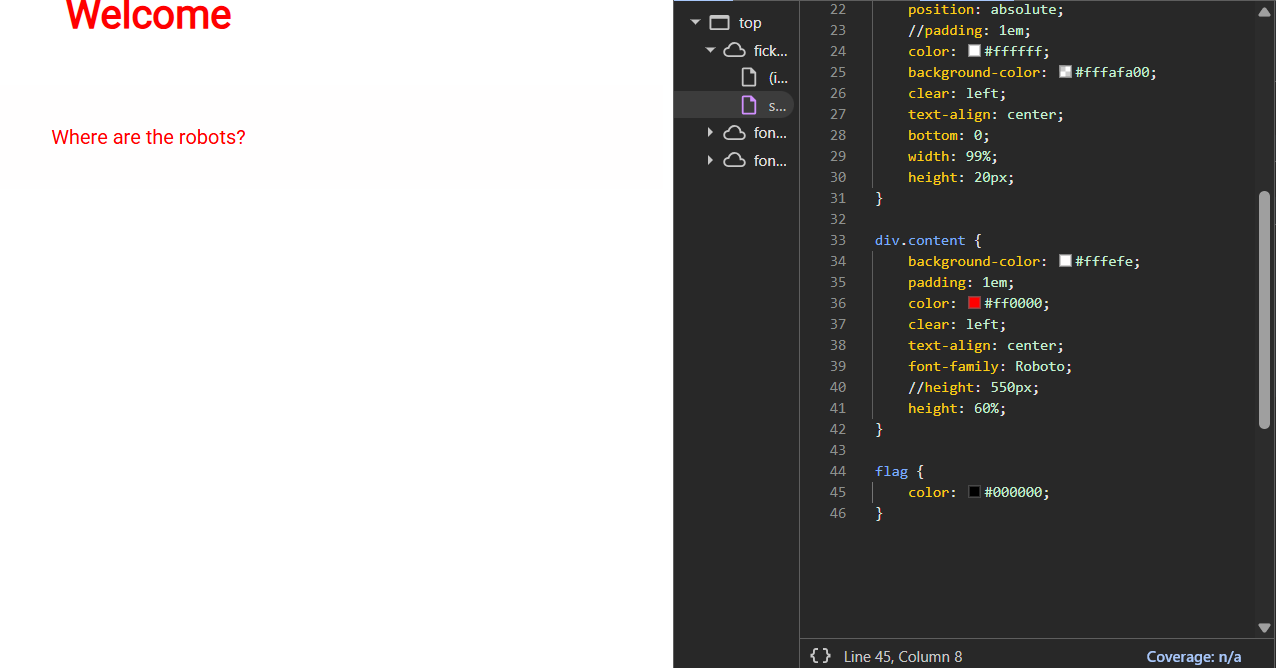 Welcome
Where are the robots?
top
fick...
(i...
s...
fon...
fon...
22 position: absolute;
23 //padding: 1em;
24 color: #ffffff;
25 background-color: #fffafa00;
26 clear: left;
27 text-align: center;
28 bottom: 0;
29 width: 99%;
30 height: 20px;
31 }
32
33 div.content {
34 background-color: #fffefe;
35 padding: 1em;
36 color: #ff0000;
37 clear: left;
38 text-align: center;
39 font-family: Roboto;
40 //height: 550px;
41 height: 60%;
42 }
43
44 flag {
45 color: #000000;
46 }
{ } Line 45, Column 8 Coverage: n/a